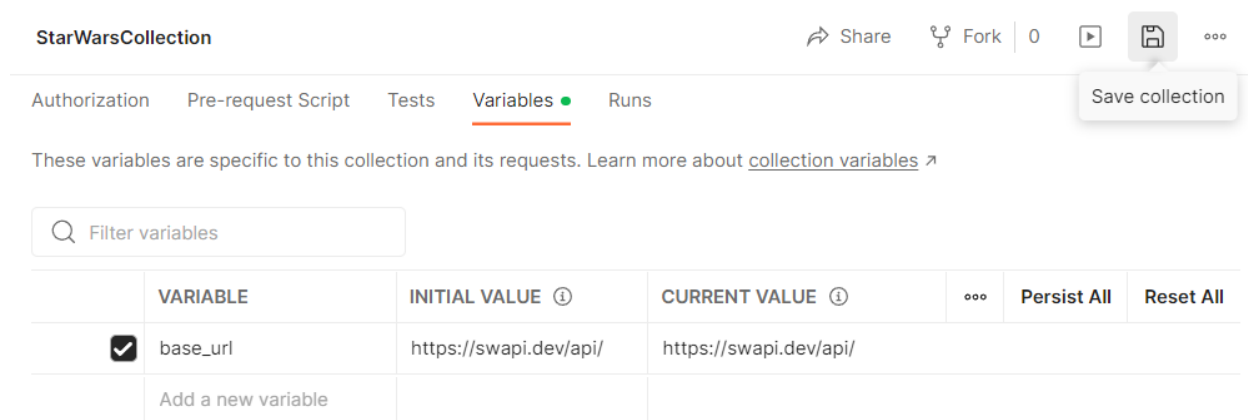 StarWarsCollection Share Fork 0
Authorization Pre-request Script Tests Variables Runs
Save collection
These variables are specific to this collection and its requests. Learn more about collection variables ↗
Filter variables
VARIABLE INITIAL VALUE CURRENT VALUE Persist All Reset All
base_url https://swapi.dev/api/ https://swapi.dev/api/
Add a new variable